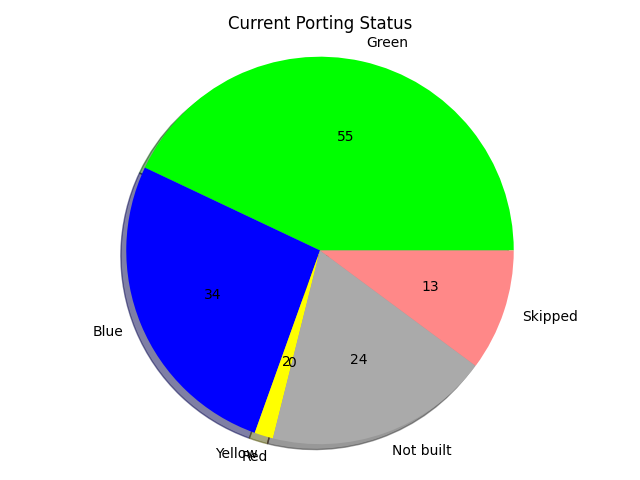 Current Porting Status
Green
55
34
13
Skipped
Blue
2
0
24
Not built
Yellow
Red